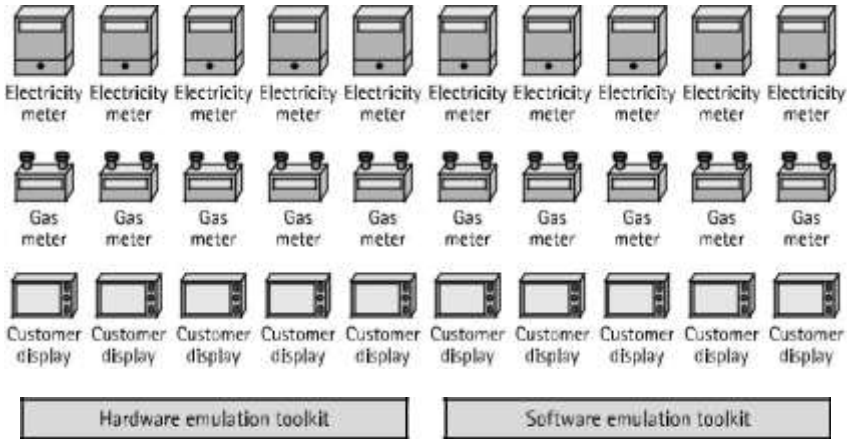 Electricity Electricity Electricity Electricity Electricity Electricity Electricity Electricity Electricity Electricity
meter meter meter meter meter meter meter meter meter meter
Gas Gas Gas Gas Gas Gas Gas Gas Gas Gas
meter meter meter meter meter meter meter meter meter meter
Customer Customer Customer Customer Customer Customer Customer Customer Customer Customer
display display display display display display display display display display
Hardware emulation toolkit Software emulation toolkit